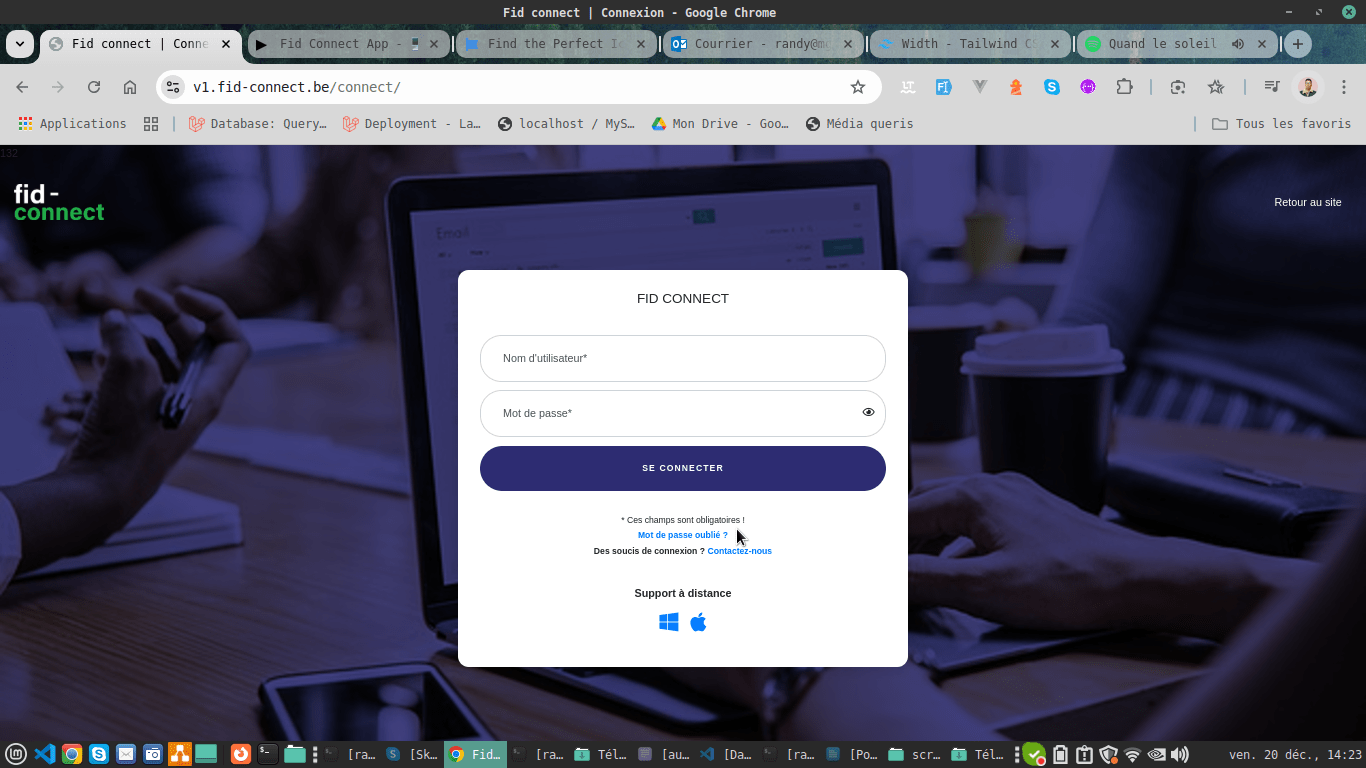 Fid connect | Connexion - Google Chrome
Fid connect | Conne
Fid Connect App -
Find the Perfect Ic
Courrier - randy@m
Width - Tailwind CS
Quand le soleil
v1.fid-connect.be/connect/
Applications
Database: Query…
Deployment - La…
localhost / MyS…
Mon Drive - Goo…
Média queris
Tous les favoris
132
fid-
connect
Retour au site
Email
FID CONNECT
Nom d'utilisateur*
Mot de passe*
SE CONNECTER
* Ces champs sont obligatoires !
Mot de passe oublié ?
Des soucis de connexion ? Contactez-nous
Support à distance
[ra…
[Sk…
Fid…
[ra…
Tél…
[au…
[Da…
[ra…
[Po…
scr…
Tél…
ven. 20 déc., 14:23